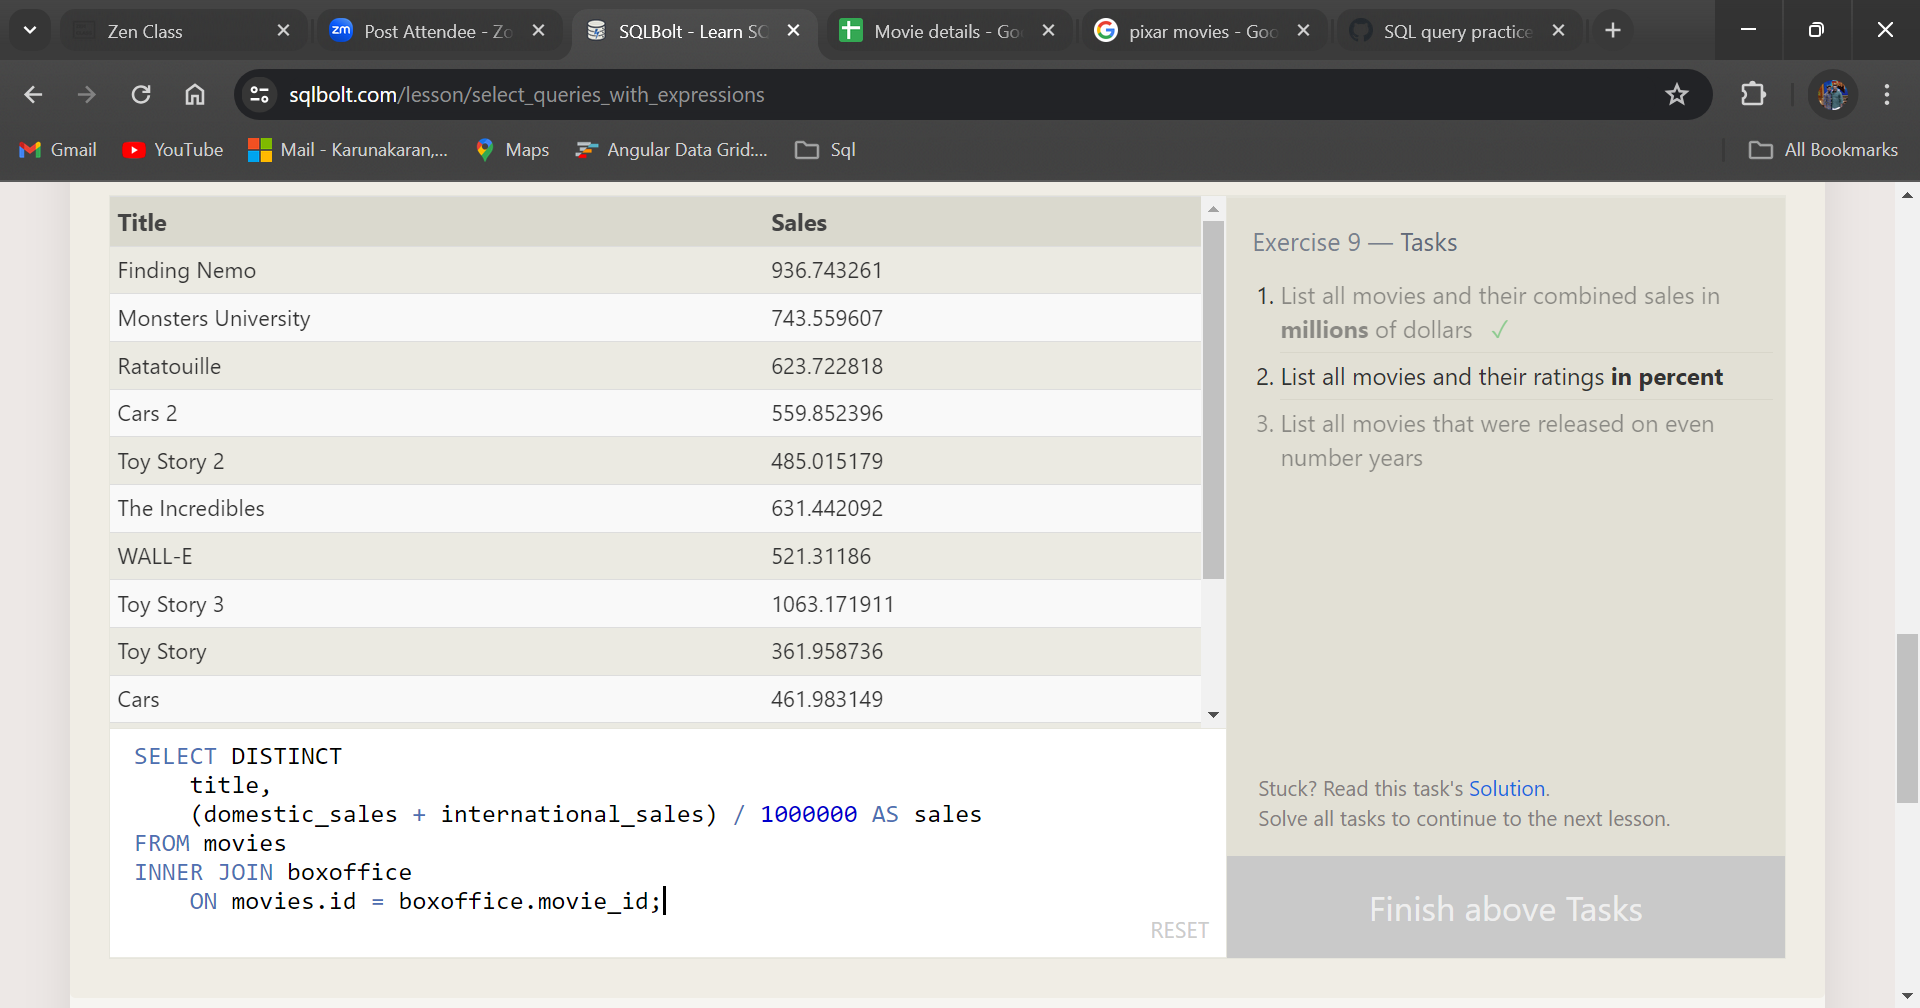 Zen Class
zm Post Attendee - Zo
SQLBolt - Learn SC
Movie details - Go
pixar movies - Goo
SQL query practice
sqlbolt.com/lesson/select_queries_with_expressions
Gmail
YouTube
Mail - Karunakaran,...
Maps
Angular Data Grid:...
Sql
All Bookmarks
Title Sales
Finding Nemo 936.743261
Monsters University 743.559607
Ratatouille 623.722818
Cars 2 559.852396
Toy Story 2 485.015179
The Incredibles 631.442092
WALL-E 521.31186
Toy Story 3 1063.171911
Toy Story 361.958736
Cars 461.983149
SELECT DISTINCT
title,
(domestic_sales + international_sales) / 1000000 AS sales
FROM movies
INNER JOIN boxoffice
ON movies.id = boxoffice.movie_id;
RESET
Exercise 9 — Tasks
1. List all movies and their combined sales in
millions of dollars ✓
2. List all movies and their ratings in percent
3. List all movies that were released on even
number years
Stuck? Read this task's Solution.
Solve all tasks to continue to the next lesson.
Finish above Tasks